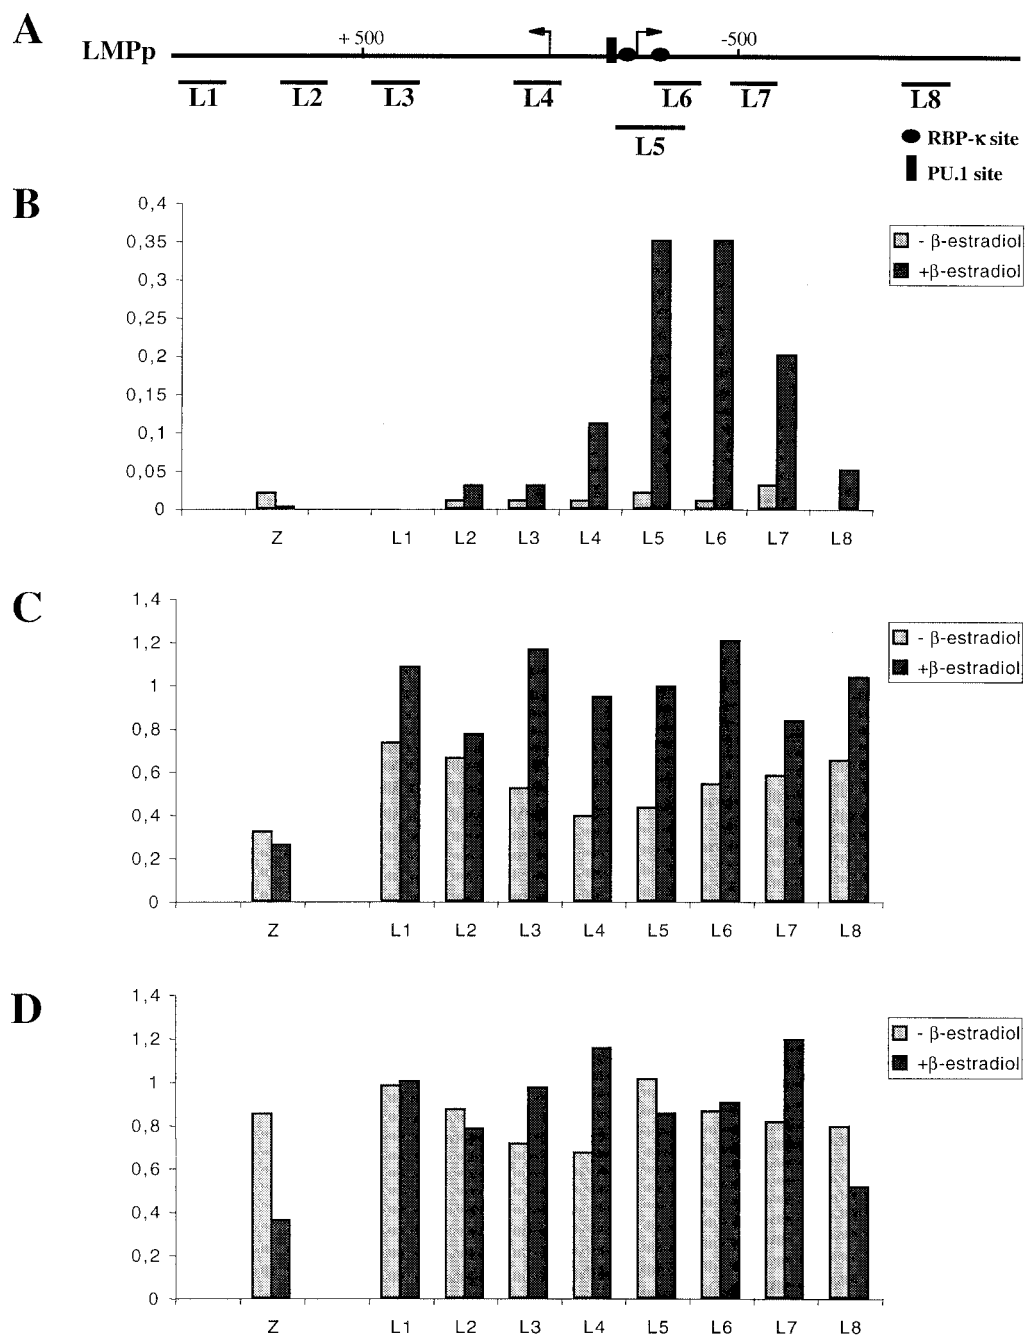 A
LMPp
+ 500
-500
L1
L2
L3
L4
L6
L7
L8
L5
RBP-κ site
PU.1 site
B
0,4
0,35
0,3
0,25
0,2
0,15
0,1
0,05
0
Z L1 L2 L3 L4 L5 L6 L7 L8
- β-estradiol
+β-estradiol
C
1,4
1,2
1
0,8
0,6
0,4
0,2
0
Z L1 L2 L3 L4 L5 L6 L7 L8
- β-estradiol
+β-estradiol
D
1,4
1,2
1
0,8
0,6
0,4
0,2
0
Z L1 L2 L3 L4 L5 L6 L7 L8
- β-estradiol
+β-estradiol